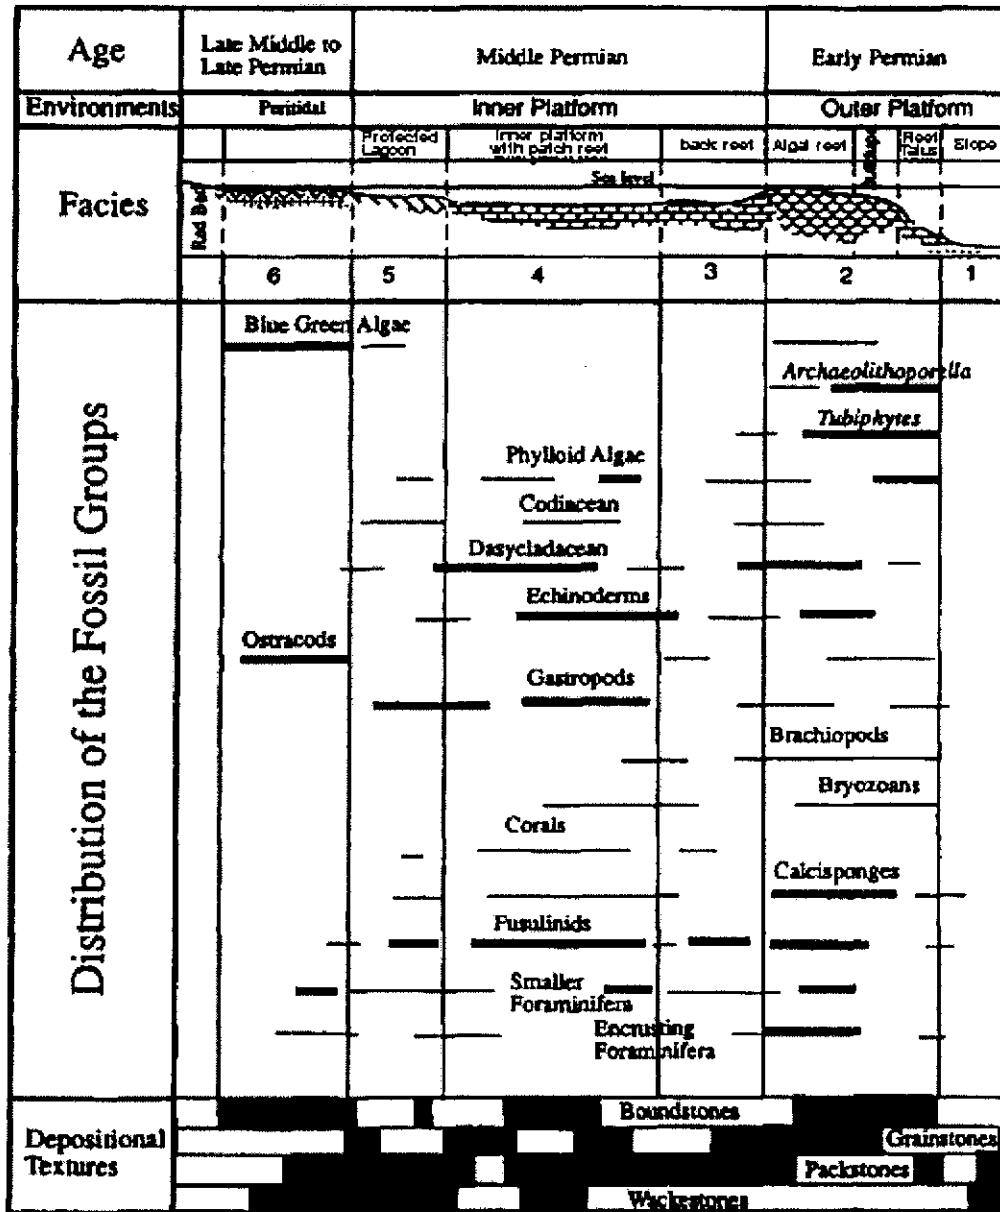 Age
Late Middle to
Late Permian
Middle Permian
Early Permian
Environments
Peritidal
Inner Platform
Outer Platform
Facies
Protected
Lagoon
Inner platform
with patch reef
back reef
Algal reef
Reef
Talus
Slope
Sea level
Red Bed
6
5
4
3
2
1
Distribution of the Fossil Groups
Blue Green Algae
Archaeolithoporella
Tubiphytes
Phylloid Algae
Codiacean
Dasycladacean
Echinoderms
Ostracods
Gastropods
Brachiopods
Bryozoans
Corals
Calcisponges
Fusulinids
Smaller
Foraminifera
Encrusting
Foraminifera
Depositional
Textures
Boundstones
Grainstones
Packstones
Wackestones